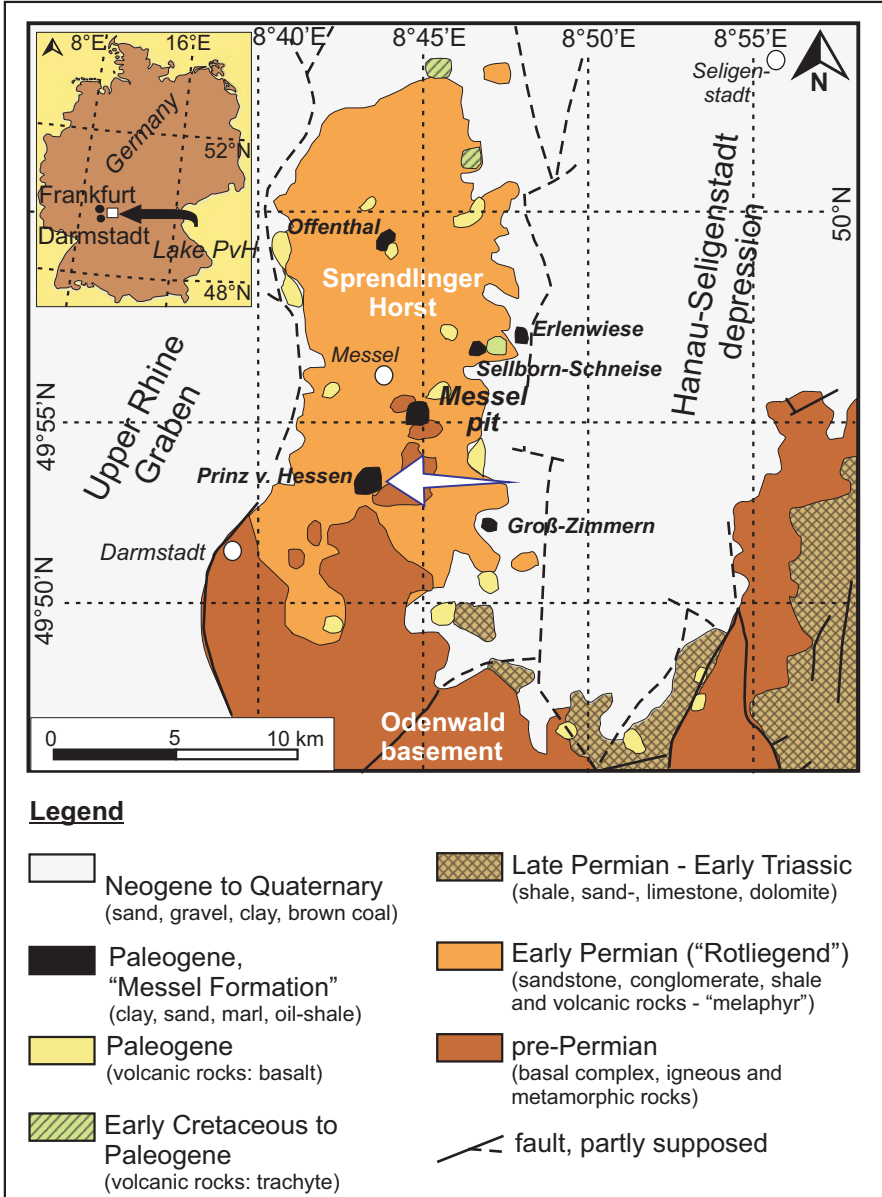 8°E
16°E
Germany
52°N
Frankfurt
Darmstadt
Lake PvH
48°N
8°40'E
8°45'E
8°50'E
8°55'E
Seligen-
stadt
N
50°N
Offenthal
Sprendlinger
Horst
Hanau-Seligenstadt
depression
Erlenwiese
Messel
Sellborn-Schneise
Upper Rhine
Graben
49°55'N
Messel
pit
Prinz v. Hessen
Groß-Zimmern
Darmstadt
49°50'N
Odenwald
basement
0 5 10 km
Legend
Neogene to Quaternary
(sand, gravel, clay, brown coal)
Paleogene,
“Messel Formation”
(clay, sand, marl, oil-shale)
Paleogene
(volcanic rocks: basalt)
Early Cretaceous to
Paleogene
(volcanic rocks: trachyte)
Late Permian - Early Triassic
(shale, sand-, limestone, dolomite)
Early Permian (“Rotliegend”)
(sandstone, conglomerate, shale
and volcanic rocks - “melaphyr”)
pre-Permian
(basal complex, igneous and
metamorphic rocks)
fault, partly supposed